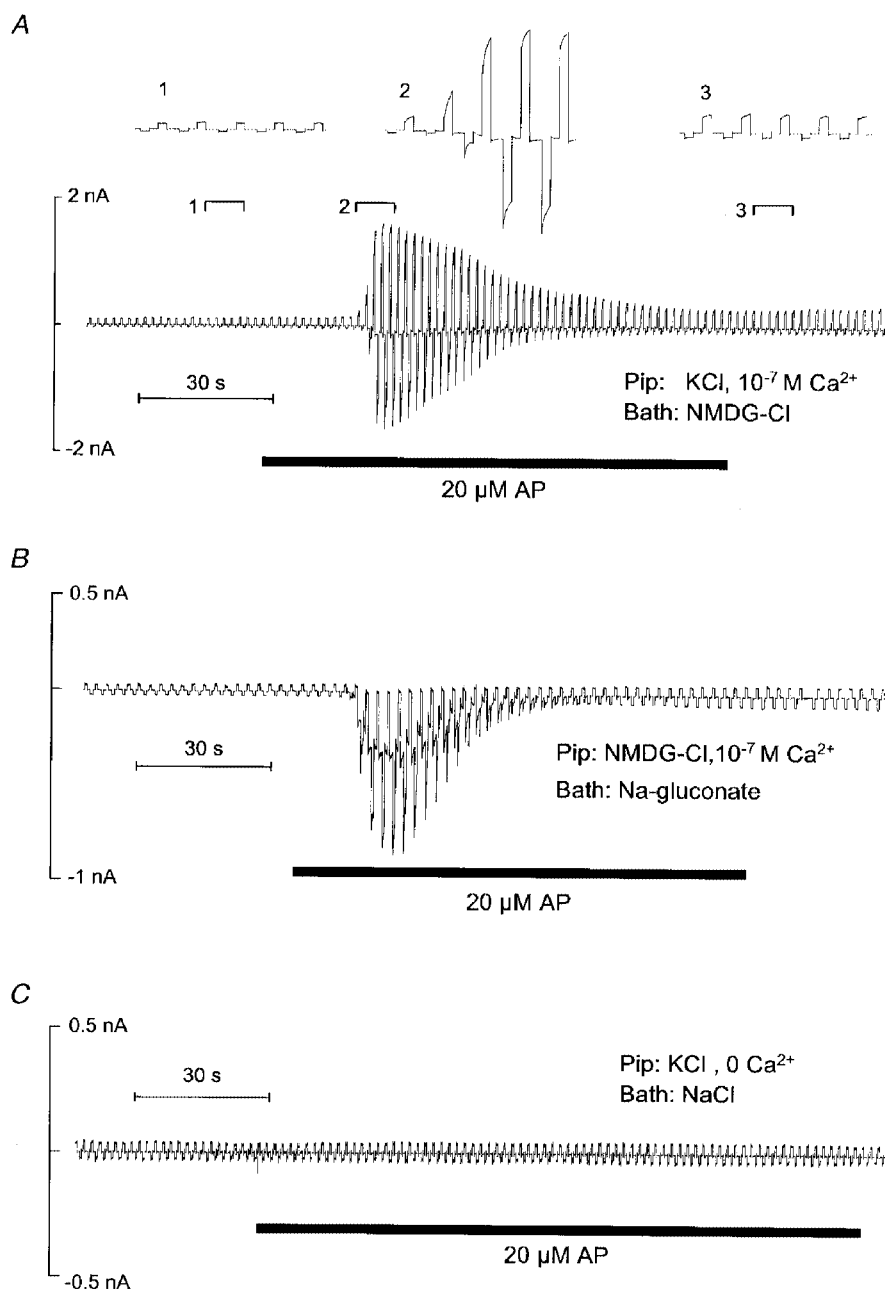 A
1
2
3
2 nA
1
2
3
30 s
Pip: KCl, 10⁻⁷ M Ca²⁺
Bath: NMDG-Cl
-2 nA
20 µM AP
B
0.5 nA
30 s
Pip: NMDG-Cl,10⁻⁷ M Ca²⁺
Bath: Na-gluconate
-1 nA
20 µM AP
C
0.5 nA
30 s
Pip: KCl , 0 Ca²⁺
Bath: NaCl
20 µM AP
-0.5 nA